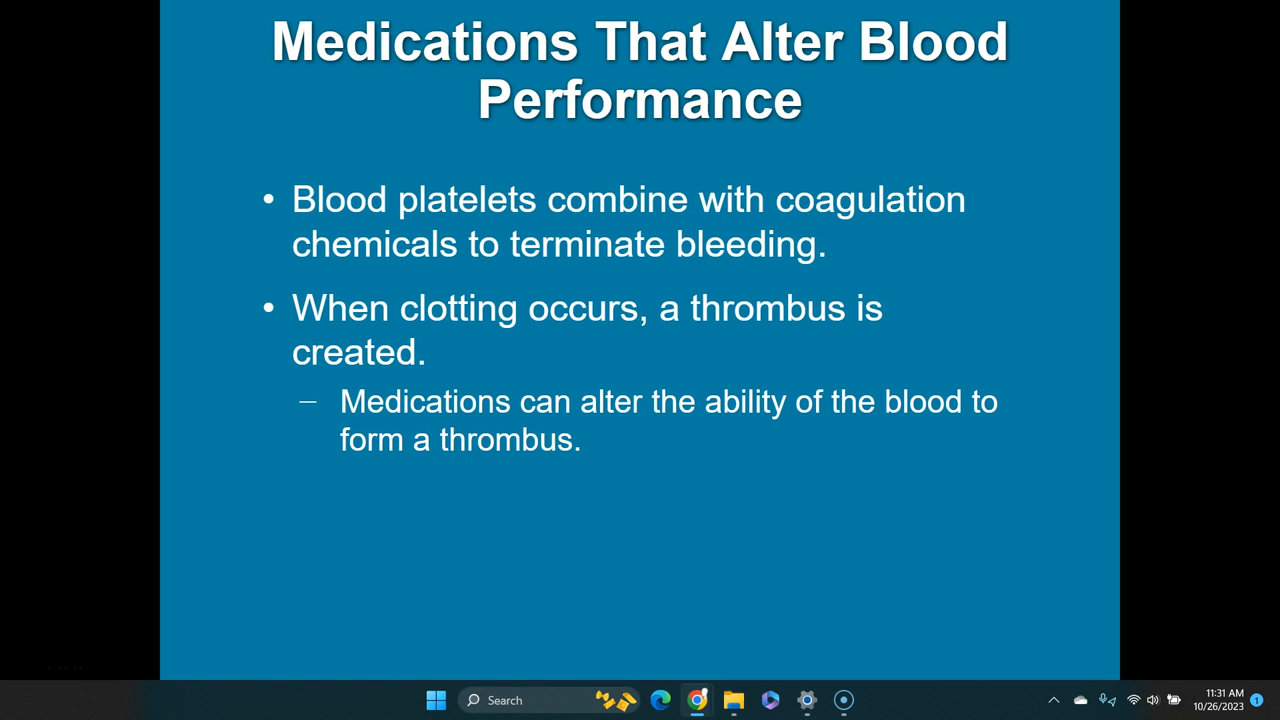 Medications That Alter Blood
Performance
• Blood platelets combine with coagulation
chemicals to terminate bleeding.
• When clotting occurs, a thrombus is
created.
– Medications can alter the ability of the blood to
form a thrombus.
Search
11:31 AM
10/26/2023
1